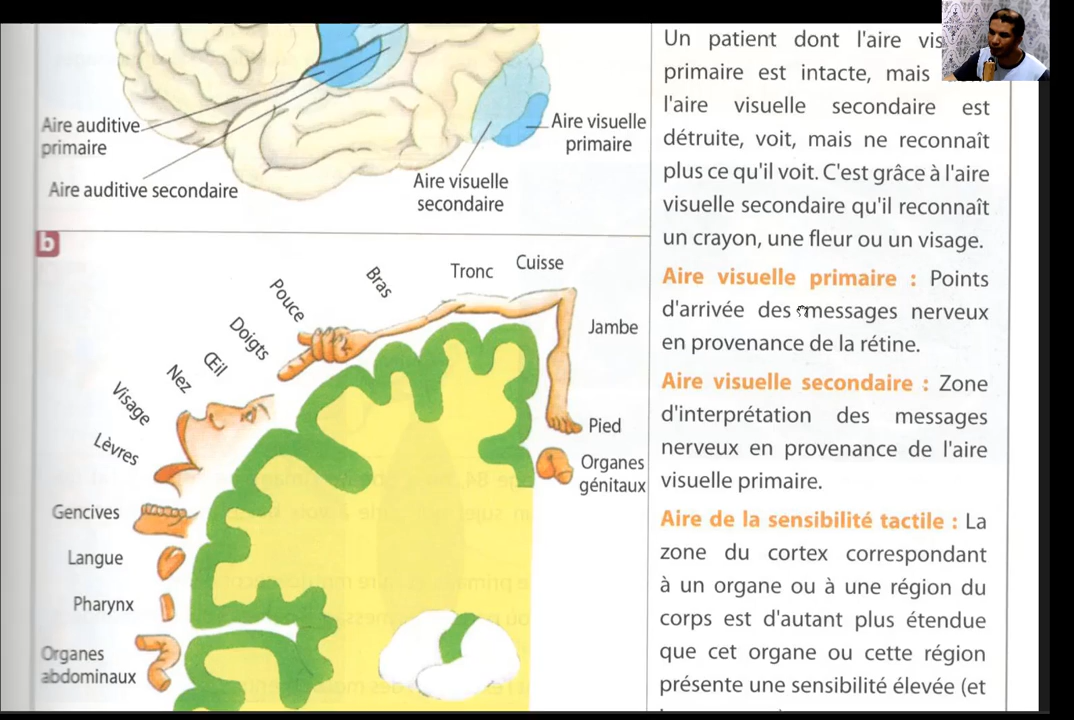 Aire auditive
primaire
Aire auditive secondaire
Aire visuelle
primaire
Aire visuelle
secondaire
b
Lèvres
Visage
Nez
Œil
Doigts
Pouce
Bras
Tronc
Cuisse
Jambe
Pied
Organes
génitaux
Gencives
Langue
Pharynx
Organes
abdominaux
Un patient dont l'aire
primaire est intacte, mais
l'aire visuelle secondaire est
détruite, voit, mais ne reconnaît
plus ce qu'il voit. C'est grâce à l'aire
visuelle secondaire qu'il reconnaît
un crayon, une fleur ou un visage.
Aire visuelle primaire : Points
d'arrivée des messages nerveux
en provenance de la rétine.
Aire visuelle secondaire : Zone
d'interprétation des messages
nerveux en provenance de l'aire
visuelle primaire.
Aire de la sensibilité tactile : La
zone du cortex correspondant
à un organe ou à une région du
corps est d'autant plus étendue
que cet organe ou cette région
présente une sensibilité élevée (et